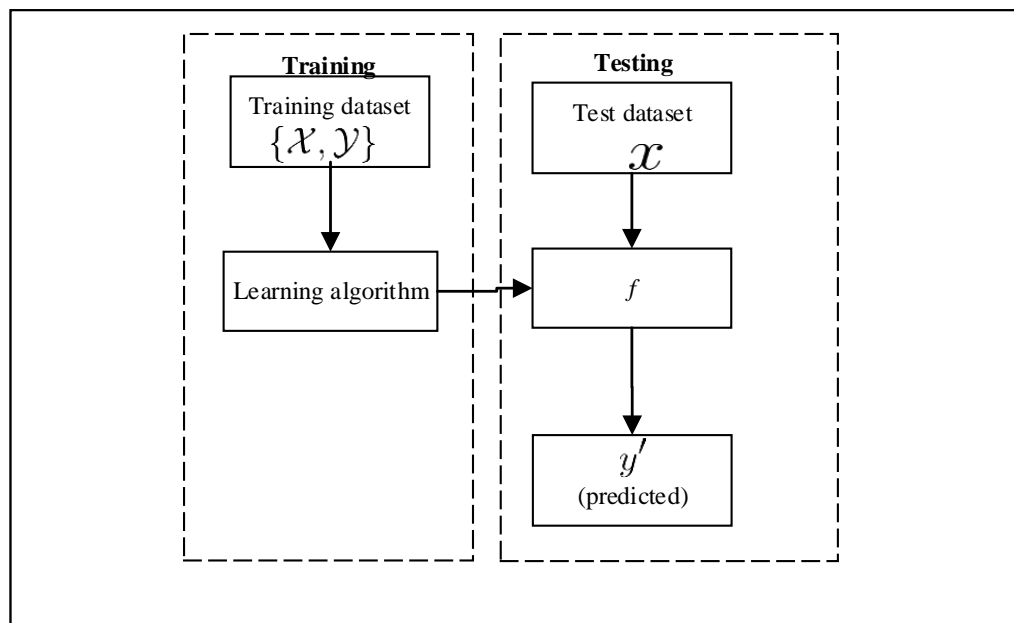 Training
Training dataset
{𝒳, 𝒴}
Learning algorithm
Testing
Test dataset
x
f
y′
(predicted)